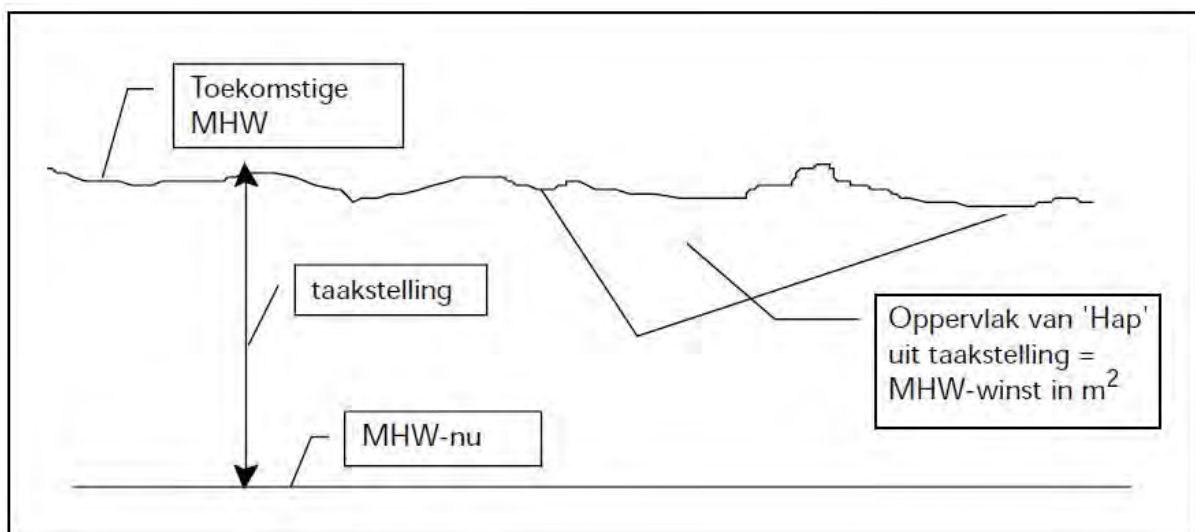 Toekomstige
MHW
taakstelling
Oppervlak van 'Hap'
uit taakstelling =
MHW-winst in m²
MHW-nu